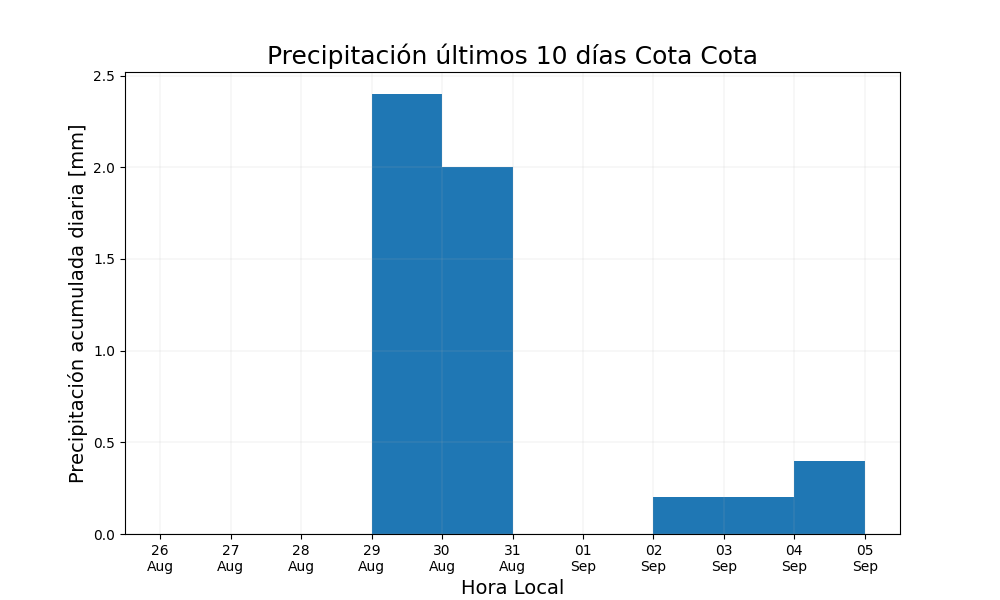 Precipitación últimos 10 días Cota Cota
Precipitación acumulada diaria [mm]
2.5
2.0
1.5
1.0
0.5
0.0
26 27 28 29 30 31 01 02 03 04 05
Aug Aug Aug Aug Aug Aug Sep Sep Sep Sep Sep
Hora Local